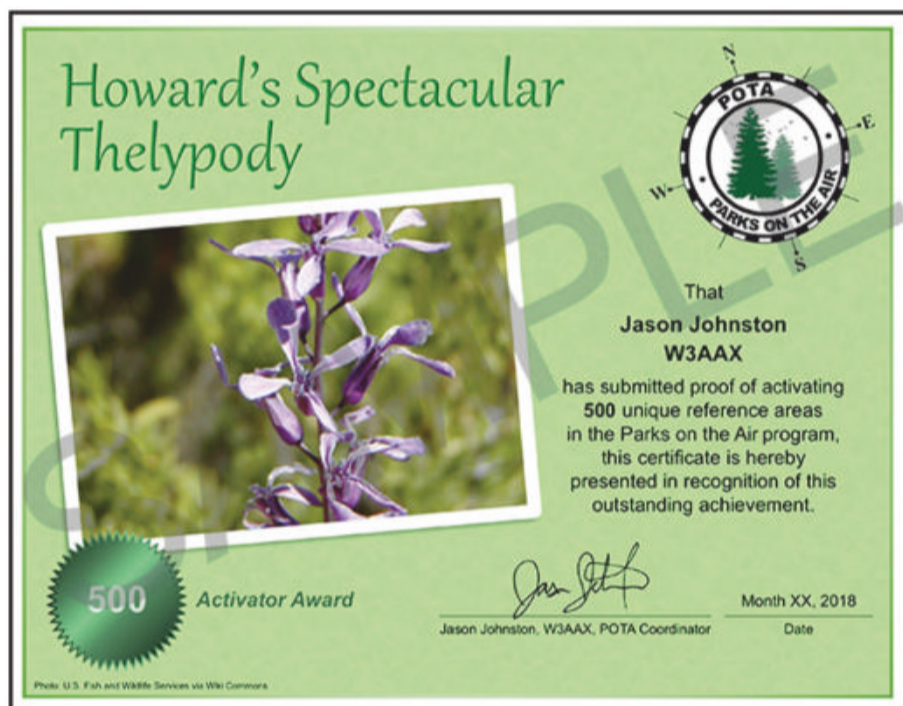 Howard's Spectacular
Thelypody
N
E
W
S
POTA
PARKS ON THE AIR
SAMPLE
That
Jason Johnston
W3AAX
has submitted proof of activating
500 unique reference areas
in the Parks on the Air program,
this certificate is hereby
presented in recognition of this
outstanding achievement.
500
Activator Award
Jason Johnston, W3AAX, POTA Coordinator
Month XX, 2018
Date
Photo: U.S. Fish and Wildlife Services via Wiki Commons